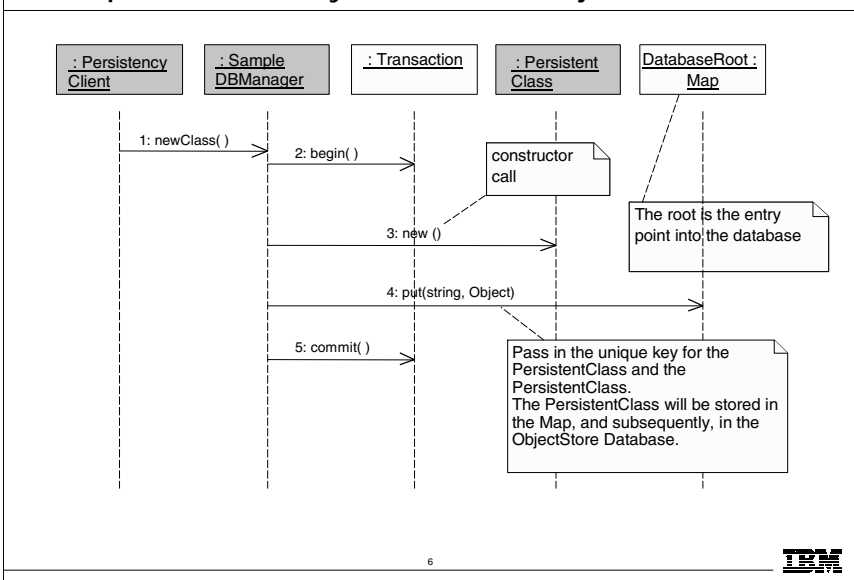 : Persistency
Client
: Sample
DBManager
: Transaction
: Persistent
Class
DatabaseRoot :
Map
1: newClass( )
2: begin( )
constructor
call
The root is the entry
point into the database
3: new ()
4: put(string, Object)
5: commit( )
Pass in the unique key for the
PersistentClass and the
PersistentClass.
The PersistentClass will be stored in
the Map, and subsequently, in the
ObjectStore Database.
6
IBM